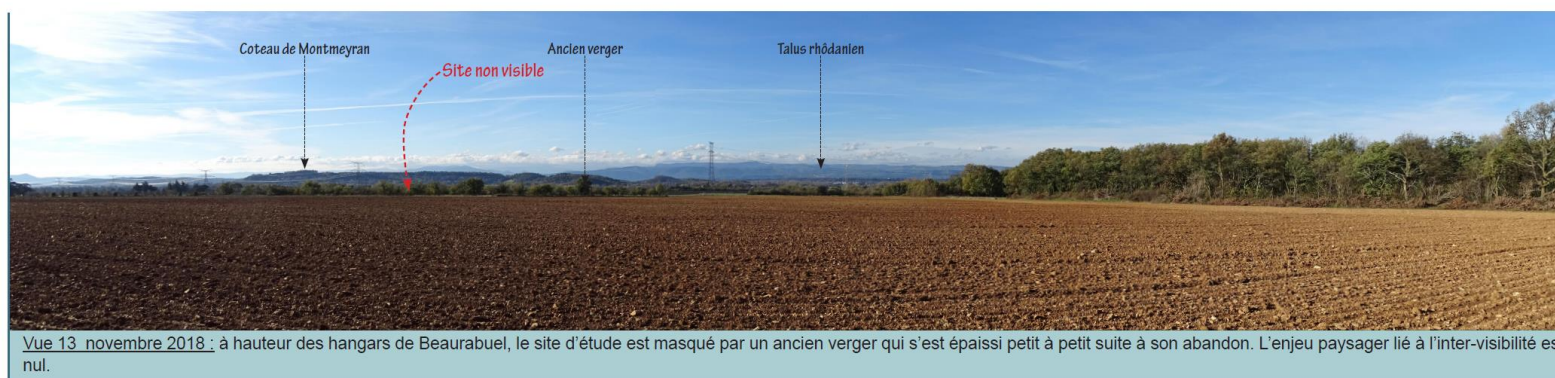 Coteau de Montmeyran
Ancien verger
Talus rhôdanien
Site non visible
Vue 13 novembre 2018 : à hauteur des hangars de Beaurabuel, le site d'étude est masqué par un ancien verger qui s'est épaissi petit à petit suite à son abandon. L'enjeu paysager lié à l'inter-visibilité es
nul.